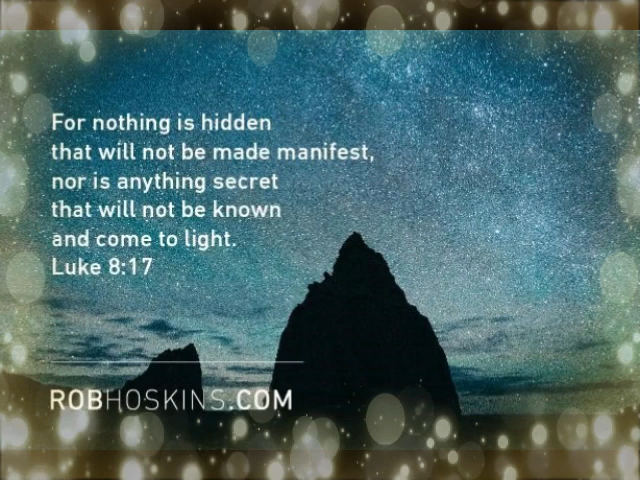 For nothing is hidden
that will not be made manifest,
nor is anything secret
that will not be known
and come to light.
Luke 8:17
ROBHOSKINS.COM